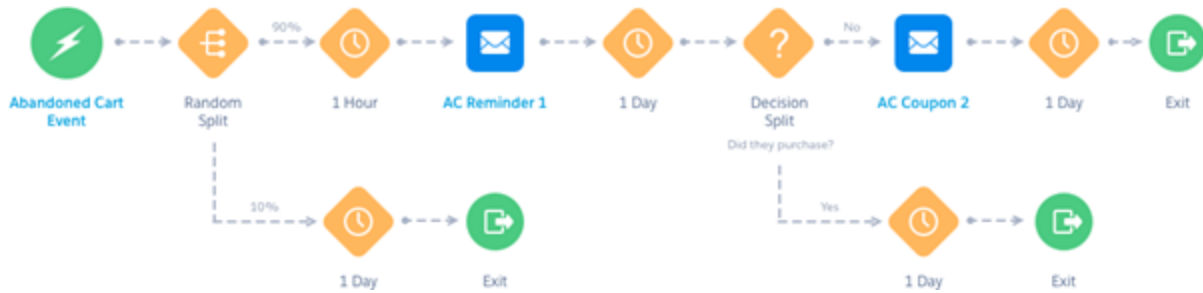 90%
No
Abandoned Cart
Event
Random
Split
1 Hour
AC Reminder 1
1 Day
Decision
Split
AC Coupon 2
1 Day
Exit
Did they purchase?
10%
Yes
1 Day
Exit
1 Day
Exit